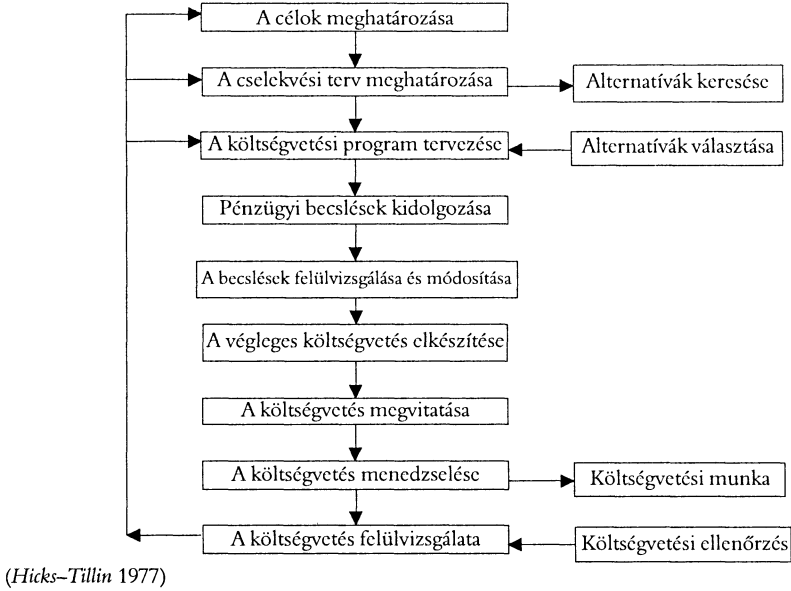 A célok meghatározása
A cselekvési terv meghatározása
Alternatívák keresése
A költségvetési program tervezése
Alternatívák választása
Pénzügyi becslések kidolgozása
A becslések felülvizsgálása és módosítása
A végleges költségvetés elkészítése
A költségvetés megvitatása
A költségvetés menedzselése
Költségvetési munka
A költségvetés felülvizsgálata
Költségvetési ellenőrzés
(Hicks–Tillin 1977)